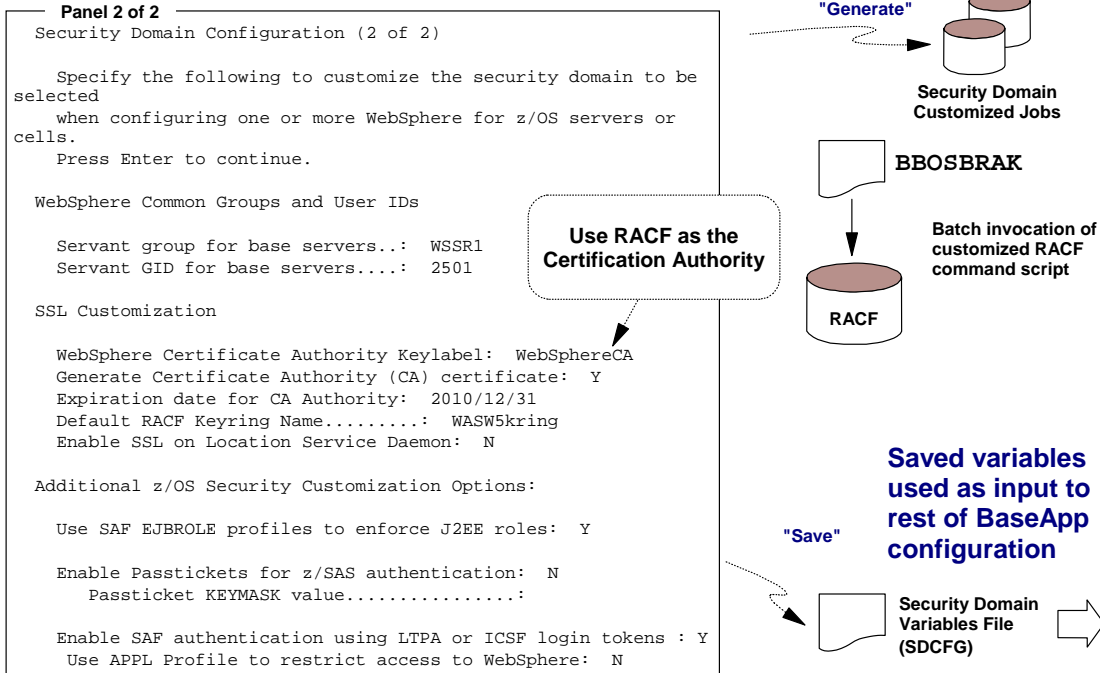 Panel 2 of 2
Security Domain Configuration (2 of 2)
Specify the following to customize the security domain to be
selected
when configuring one or more WebSphere for z/OS servers or
cells.
Press Enter to continue.
WebSphere Common Groups and User IDs
Servant group for base servers..: WSSR1
Servant GID for base servers....: 2501
SSL Customization
WebSphere Certificate Authority Keylabel: WebSphereCA
Generate Certificate Authority (CA) certificate: Y
Expiration date for CA Authority: 2010/12/31
Default RACF Keyring Name.........: WASW5kring
Enable SSL on Location Service Daemon: N
Additional z/OS Security Customization Options:
Use SAF EJBROLE profiles to enforce J2EE roles: Y
Enable Passtickets for z/SAS authentication: N
Passticket KEYMASK value................:
Enable SAF authentication using LTPA or ICSF login tokens : Y
Use APPL Profile to restrict access to WebSphere: N
Use RACF as the
Certification Authority
"Generate"
Security Domain
Customized Jobs
BBOSBRAK
Batch invocation of
customized RACF
command script
RACF
Saved variables
used as input to
rest of BaseApp
configuration
"Save"
Security Domain
Variables File
(SDCFG)